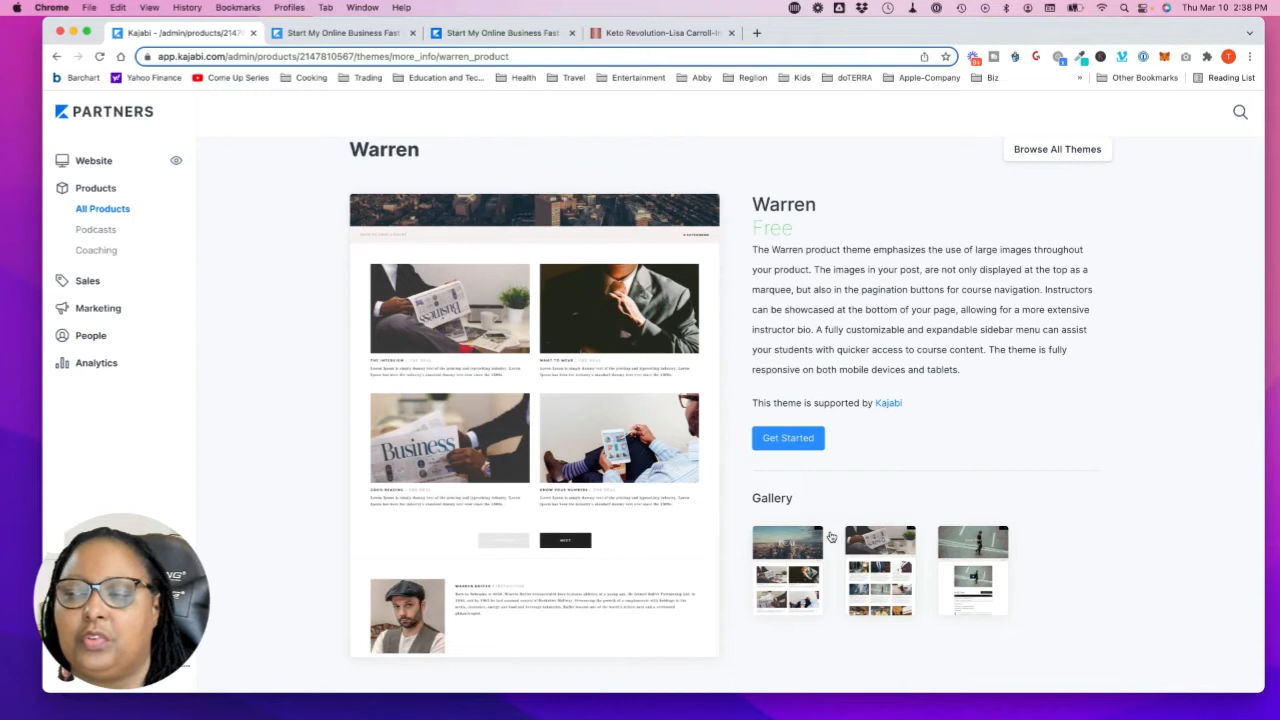 Chrome File Edit View History Bookmarks Profiles Tab Window Help
Thu Mar 10 2:38 PM
Kajabi - /admin/products/2147
Start My Online Business Fast
Start My Online Business Fast
Keto Revolution-Lisa Carroll-In
app.kajabi.com/admin/products/2147810567/themes/more_info/warren_product
Barchart Yahoo Finance Come Up Series Cooking Trading Education and Tec... Health Travel Entertainment Abby Region Kids doTERRA Apple-Company Biz » Other Bookmarks Reading List
PARTNERS
Website
Products
All Products
Podcasts
Coaching
Sales
Marketing
People
Analytics
Warren
Browse All Themes
Business
NEXT
Warren
Free
The Warren product theme emphasizes the use of large images throughout
your product. The images in your post, are not only displayed at the top as a
marquee, but also in the pagination buttons for course navigation. Instructors
can be showcased at the bottom of your page, allowing for a more extensive
instructor bio. A fully customizable and expandable sidebar menu can assist
your students with quicker access to course content. The theme is fully
responsive on both mobile devices and tablets.
This theme is supported by Kajabi
Get Started
Gallery